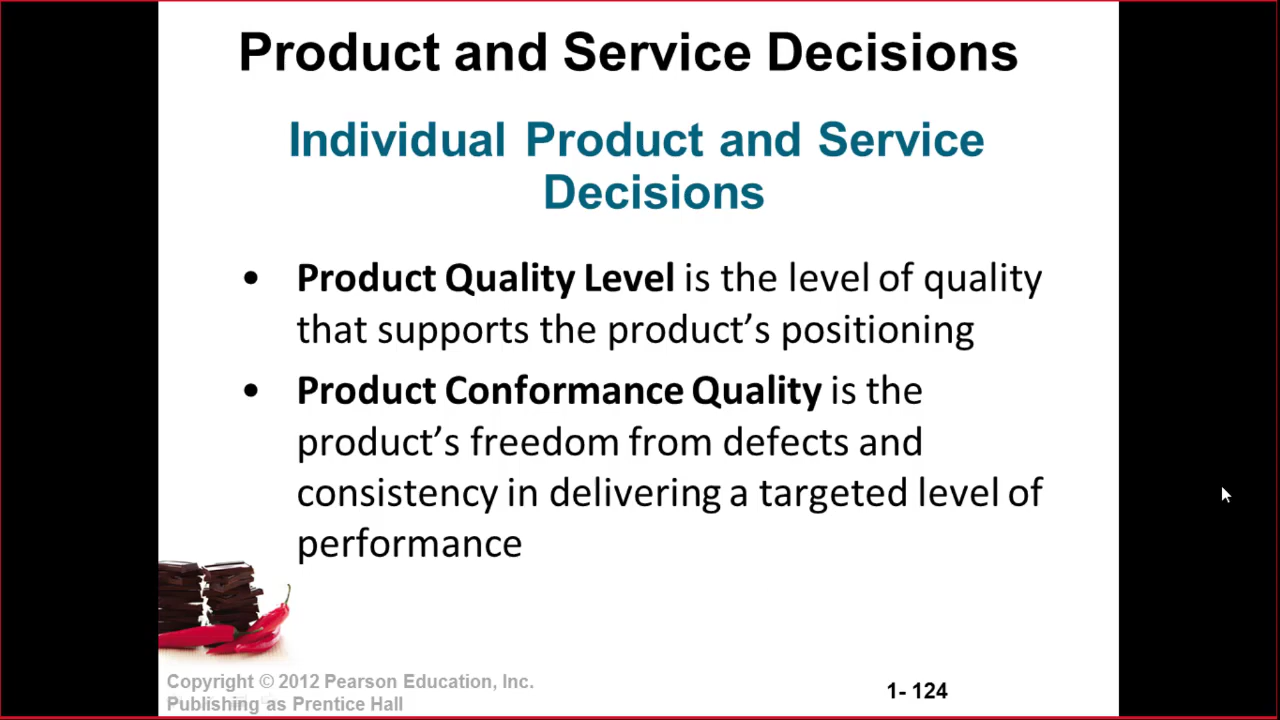 Product and Service Decisions
Individual Product and Service
Decisions
• Product Quality Level is the level of quality
that supports the product’s positioning
• Product Conformance Quality is the
product’s freedom from defects and
consistency in delivering a targeted level of
performance
Copyright © 2012 Pearson Education, Inc.
Publishing as Prentice Hall
1- 124